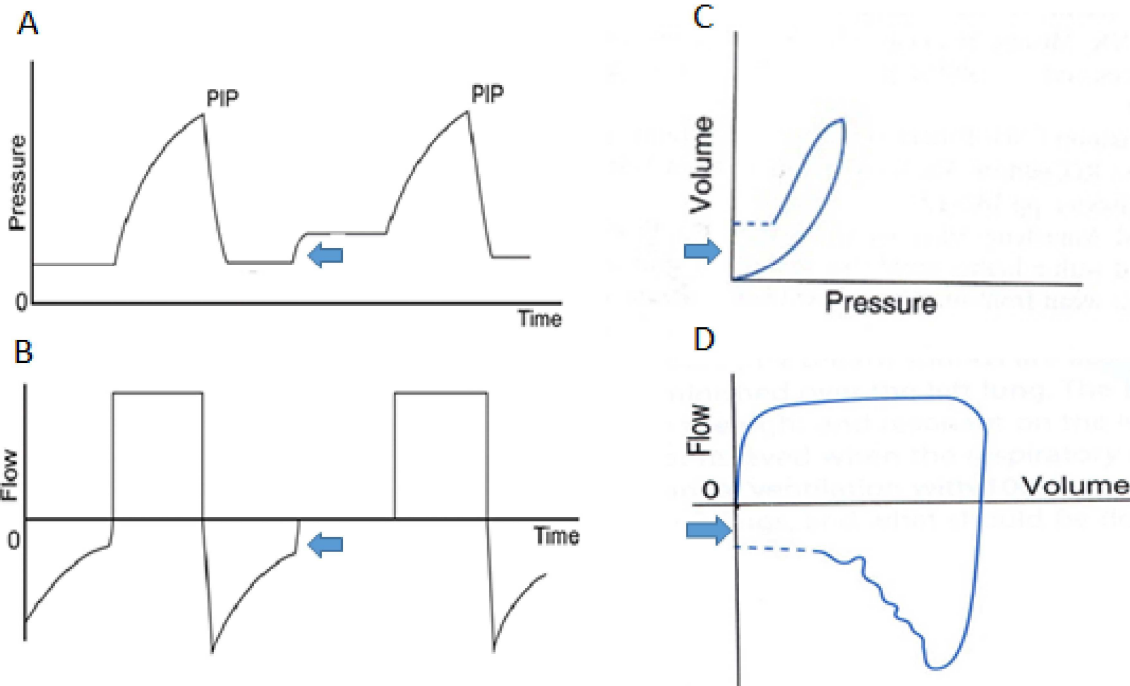 A
Pressure
PIP
PIP
0
Time
B
Flow
0
Time
C
Volume
Pressure
D
Flow
0
Volume